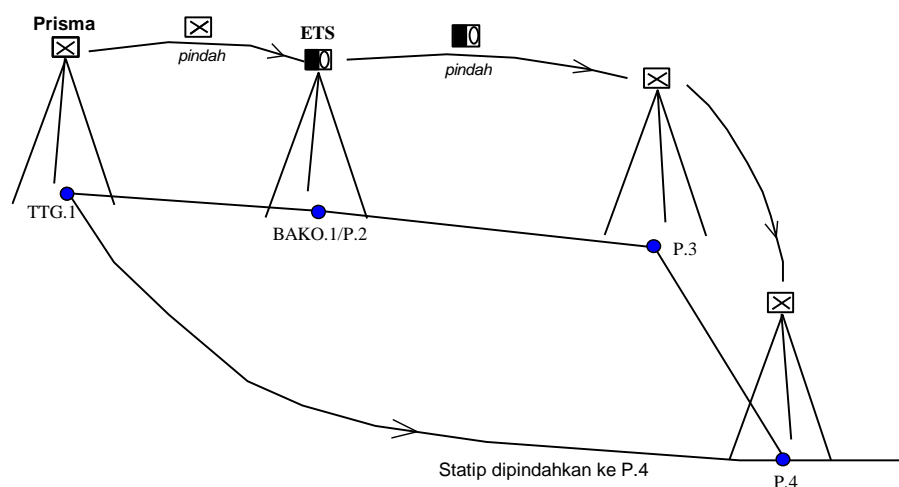 Prisma
ETS
pindah
pindah
TTG.1
BAKO.1/P.2
P.3
Statip dipindahkan ke P.4
P.4